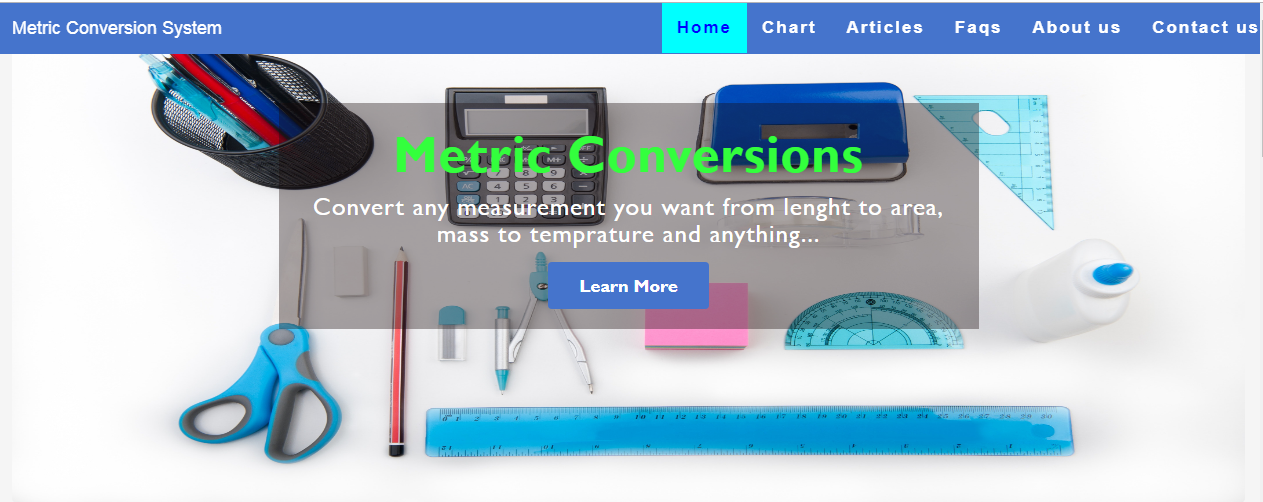 Metric Conversion System
Home Chart Articles Faqs About us Contact us
Metric Conversions
Convert any measurement you want from lenght to area,
mass to temprature and anything...
Learn More